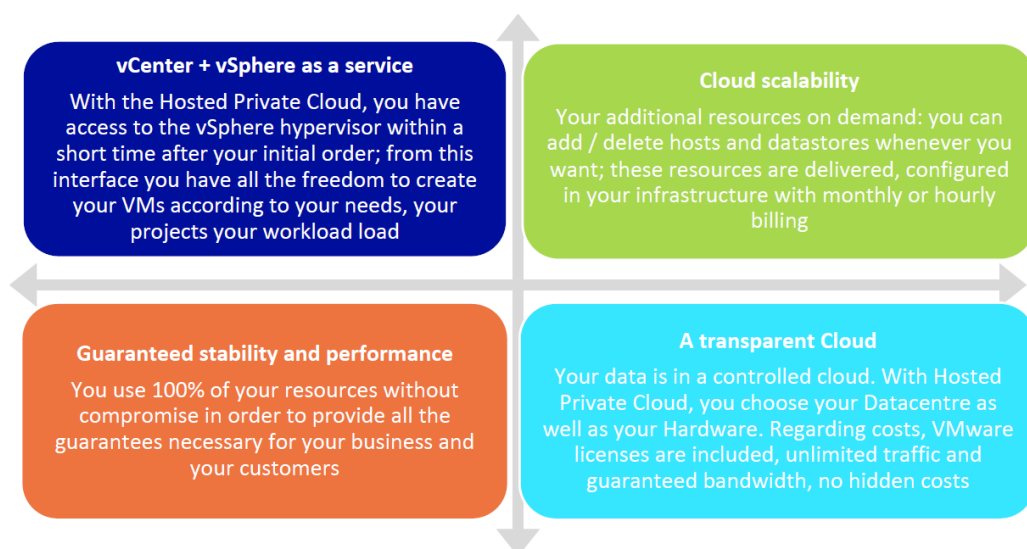 vCenter + vSphere as a service
With the Hosted Private Cloud, you have
access to the vSphere hypervisor within a
short time after your initial order; from this
interface you have all the freedom to create
your VMs according to your needs, your
projects your workload load
Cloud scalability
Your additional resources on demand: you can
add / delete hosts and datastores whenever you
want; these resources are delivered, configured
in your infrastructure with monthly or hourly
billing
Guaranteed stability and performance
You use 100% of your resources without
compromise in order to provide all the
guarantees necessary for your business and
your customers
A transparent Cloud
Your data is in a controlled cloud. With Hosted
Private Cloud, you choose your Datacentre as
well as your Hardware. Regarding costs, VMware
licenses are included, unlimited traffic and
guaranteed bandwidth, no hidden costs